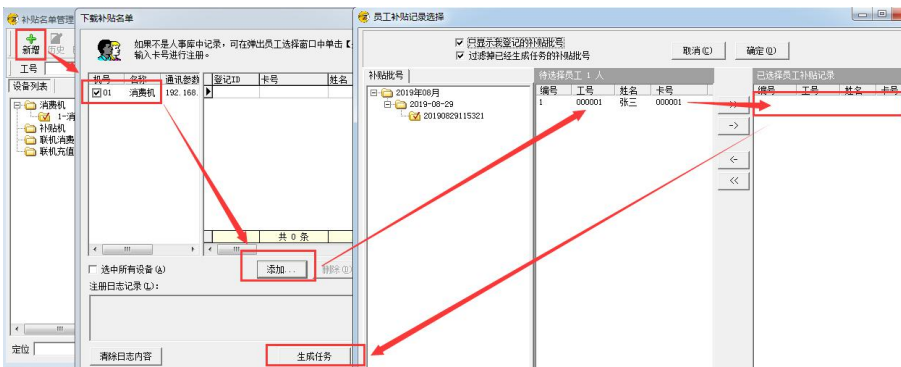 补贴名单管理
新增
历史
工号
设备列表
消费机
1-消
补贴机
联机消费
联机充值
定位
下载补贴名单
如果不是人事库中记录，可在弹出员工选择窗口中单击【
输入卡号进行注册。
机号 名称 通讯参数
01 消费机 192.168.
登记ID 卡号 姓名
共 0 条
选中所有设备(A)
添加...
删除(D)
注册日志记录(L):
清除日志内容
生成任务
员工补贴记录选择
只显示我登记的补贴批号
过滤掉已经生成任务的补贴批号
取消(C)
确定(O)
补贴批号
2019年08月
2019-08-29
20190829115321
待选择员工 1 人
编号 工号 姓名 卡号
1 000001 张三 000001
>>
->
<-
<<
已选择员工补贴记录
编号 工号 姓名 卡号